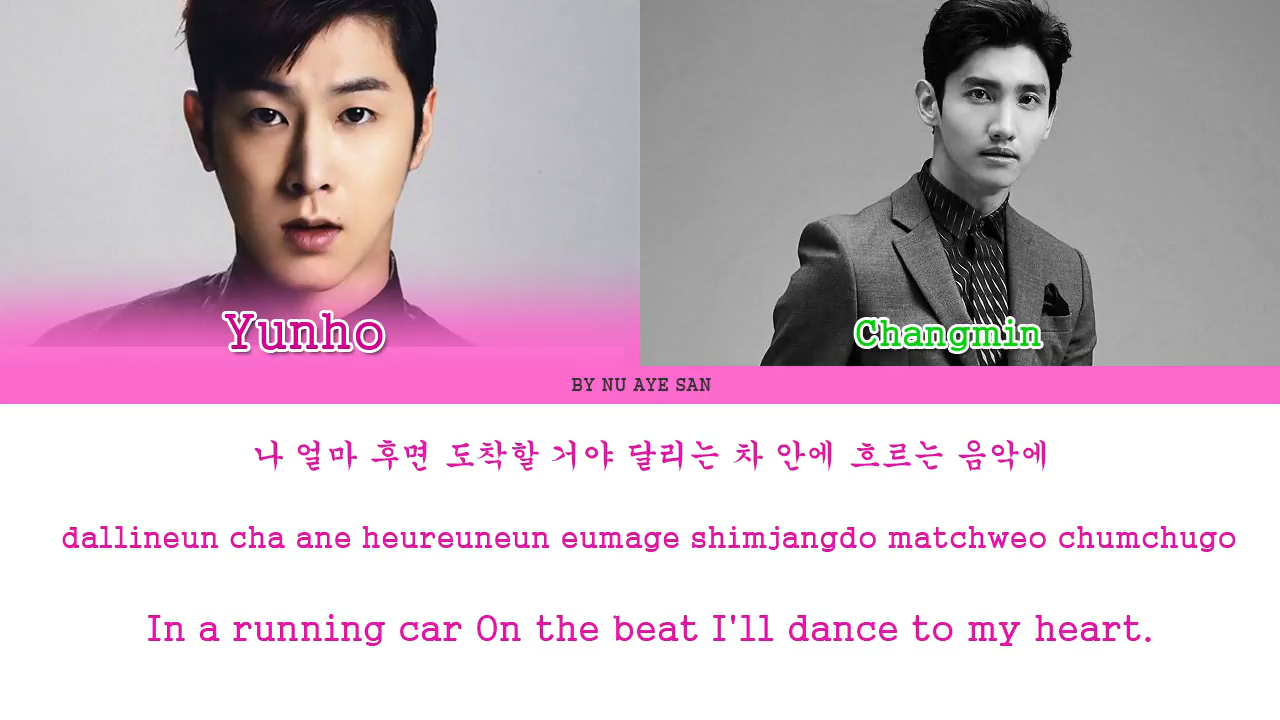 Yunho
Changmin
BY NU AYE SAN
나 얼마 후면 도착할 거야 달리는 차 안에 흐르는 음악에
dallineun cha ane heureuneun eumage shimjangdo matchweo chumchugo
In a running car On the beat I'll dance to my heart.